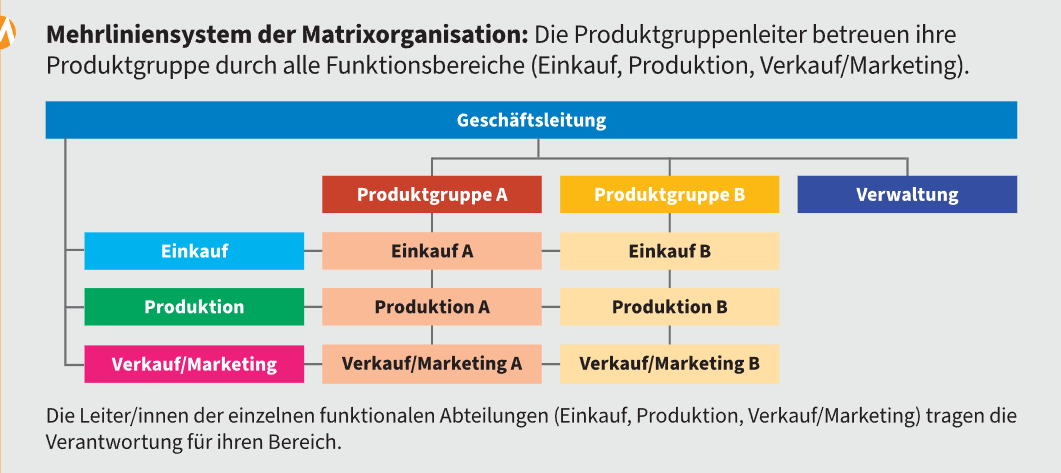 Mehrliniensystem der Matrixorganisation: Die Produktgruppenleiter betreuen ihre
Produktgruppe durch alle Funktionsbereiche (Einkauf, Produktion, Verkauf/Marketing).
Geschäftsleitung
Produktgruppe A
Produktgruppe B
Verwaltung
Einkauf
Einkauf A
Einkauf B
Produktion
Produktion A
Produktion B
Verkauf/Marketing
Verkauf/Marketing A
Verkauf/Marketing B
Die Leiter/innen der einzelnen funktionalen Abteilungen (Einkauf, Produktion, Verkauf/Marketing) tragen die
Verantwortung für ihren Bereich.